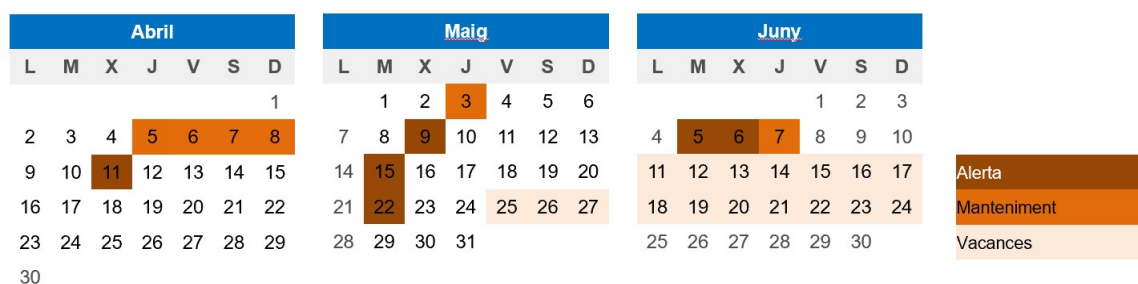 Abril Maig Juny
L M X J V S D L M X J V S D L M X J V S D
1 1 2 3 4 5 6 1 2 3
2 3 4 5 6 7 8 7 8 9 10 11 12 13 4 5 6 7 8 9 10
9 10 11 12 13 14 15 14 15 16 17 18 19 20 11 12 13 14 15 16 17 Alerta
16 17 18 19 20 21 22 21 22 23 24 25 26 27 18 19 20 21 22 23 24 Manteniment
23 24 25 26 27 28 29 28 29 30 31 25 26 27 28 29 30 Vacances
30